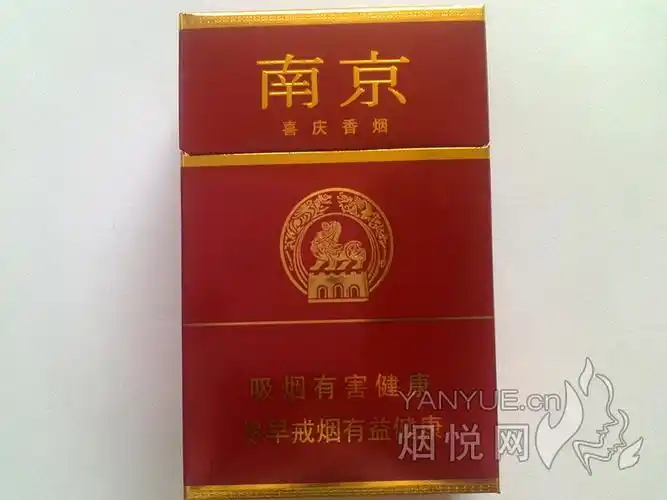 南京
喜庆香烟
吸烟有害健康
尽早戒烟有益健康
YANYUE.cn
烟悦网